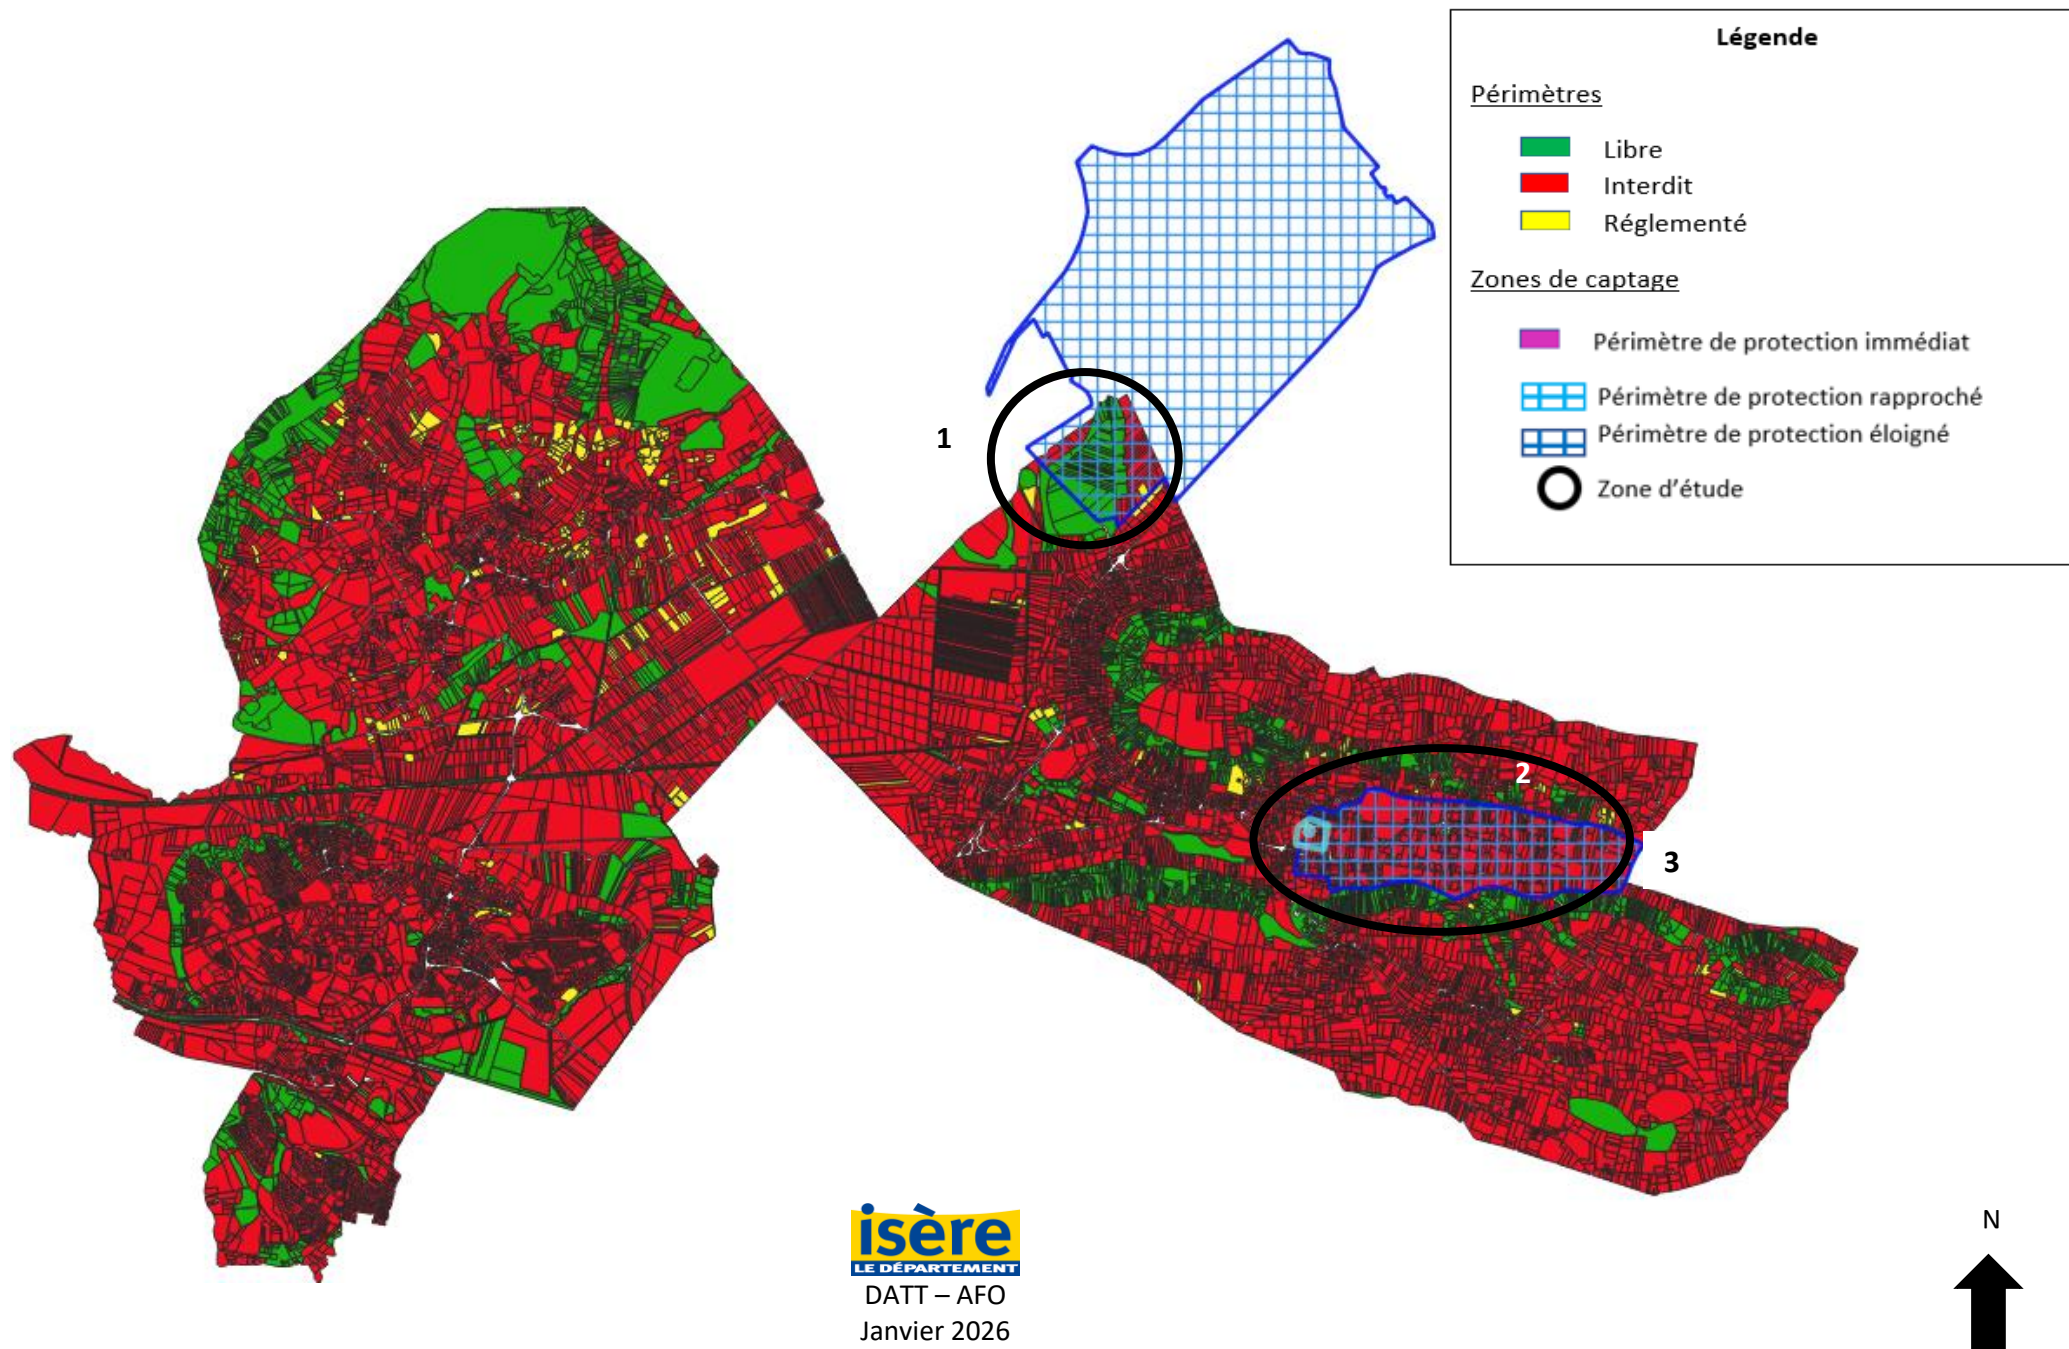 Légende
Périmètres
Libre
Interdit
Réglementé
Zones de captage
Périmètre de protection immédiat
Périmètre de protection rapproché
Périmètre de protection éloigné
Zone d'étude
1
2
3
isère
LE DÉPARTEMENT
DATT – AFO
Janvier 2026
N